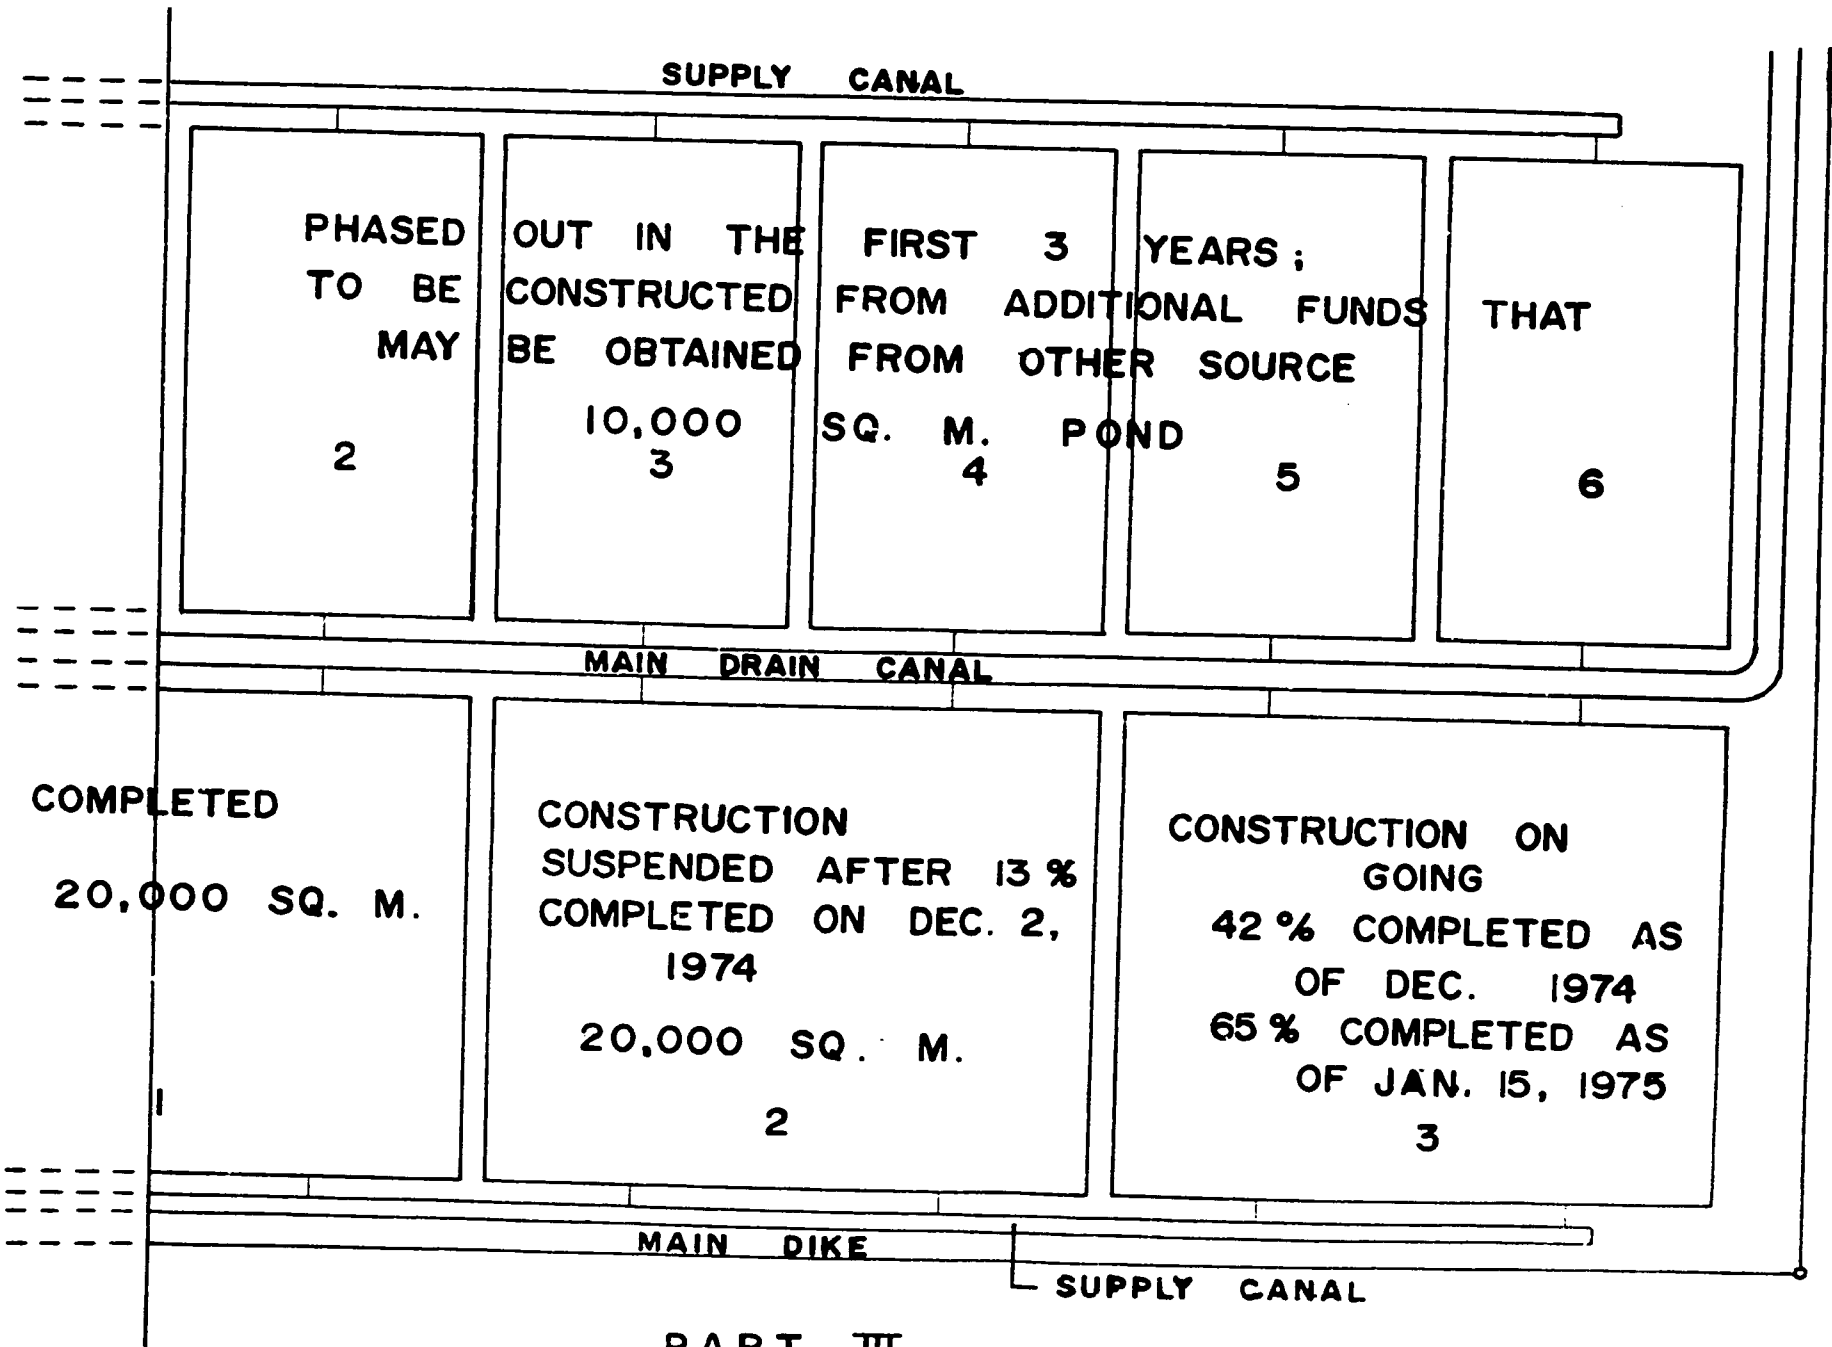 SUPPLY CANAL
PHASED OUT IN THE FIRST 3 YEARS;
TO BE CONSTRUCTED FROM ADDITIONAL FUNDS THAT
MAY BE OBTAINED FROM OTHER SOURCE
10,000 SQ. M. POND
2 3 4 5 6
MAIN DRAIN CANAL
COMPLETED
20,000 SQ. M.
1
CONSTRUCTION
SUSPENDED AFTER 13%
COMPLETED ON DEC. 2,
1974
20,000 SQ. M.
2
CONSTRUCTION ON
GOING
42% COMPLETED AS
OF DEC. 1974
65% COMPLETED AS
OF JAN. 15, 1975
3
MAIN DIKE
SUPPLY CANAL
PART III